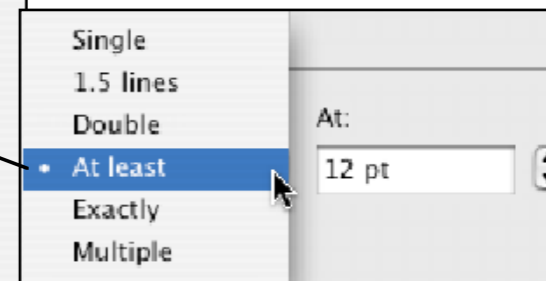 Single
1.5 lines
Double
At least
Exactly
Multiple
At:
12 pt